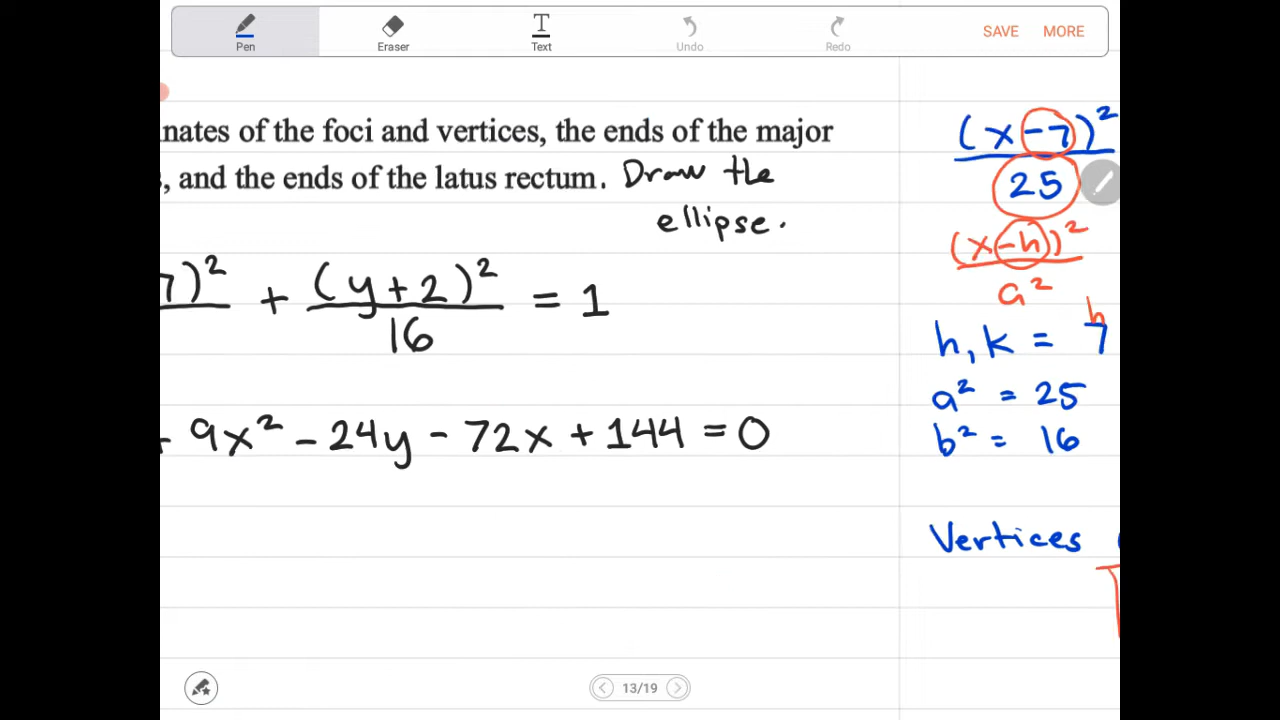 Pen Eraser Text Undo Redo SAVE MORE
nates of the foci and vertices, the ends of the major
, and the ends of the latus rectum. Draw the
ellipse.
7)² + (y+2)² = 1
16
9x² - 24y - 72x + 144 = 0
(x-7)²
25
(x-h)²
a²
h
h, k = 7
a² = 25
b² = 16
Vertices
13/19